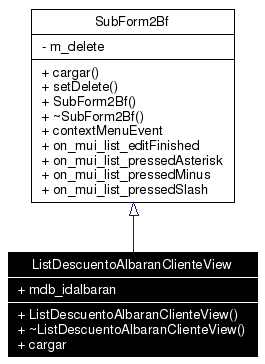 SubForm2Bf
- m_delete
+ cargar()
+ setDelete()
+ SubForm2Bf()
+ ~SubForm2Bf()
+ contextMenuEvent
+ on_mui_list_editFinished
+ on_mui_list_pressedAsterisk
+ on_mui_list_pressedMinus
+ on_mui_list_pressedSlash
ListDescuentoAlbaranClienteView
+ mdb_idalbaran
+ ListDescuentoAlbaranClienteView()
+ ~ListDescuentoAlbaranClienteView()
+ cargar